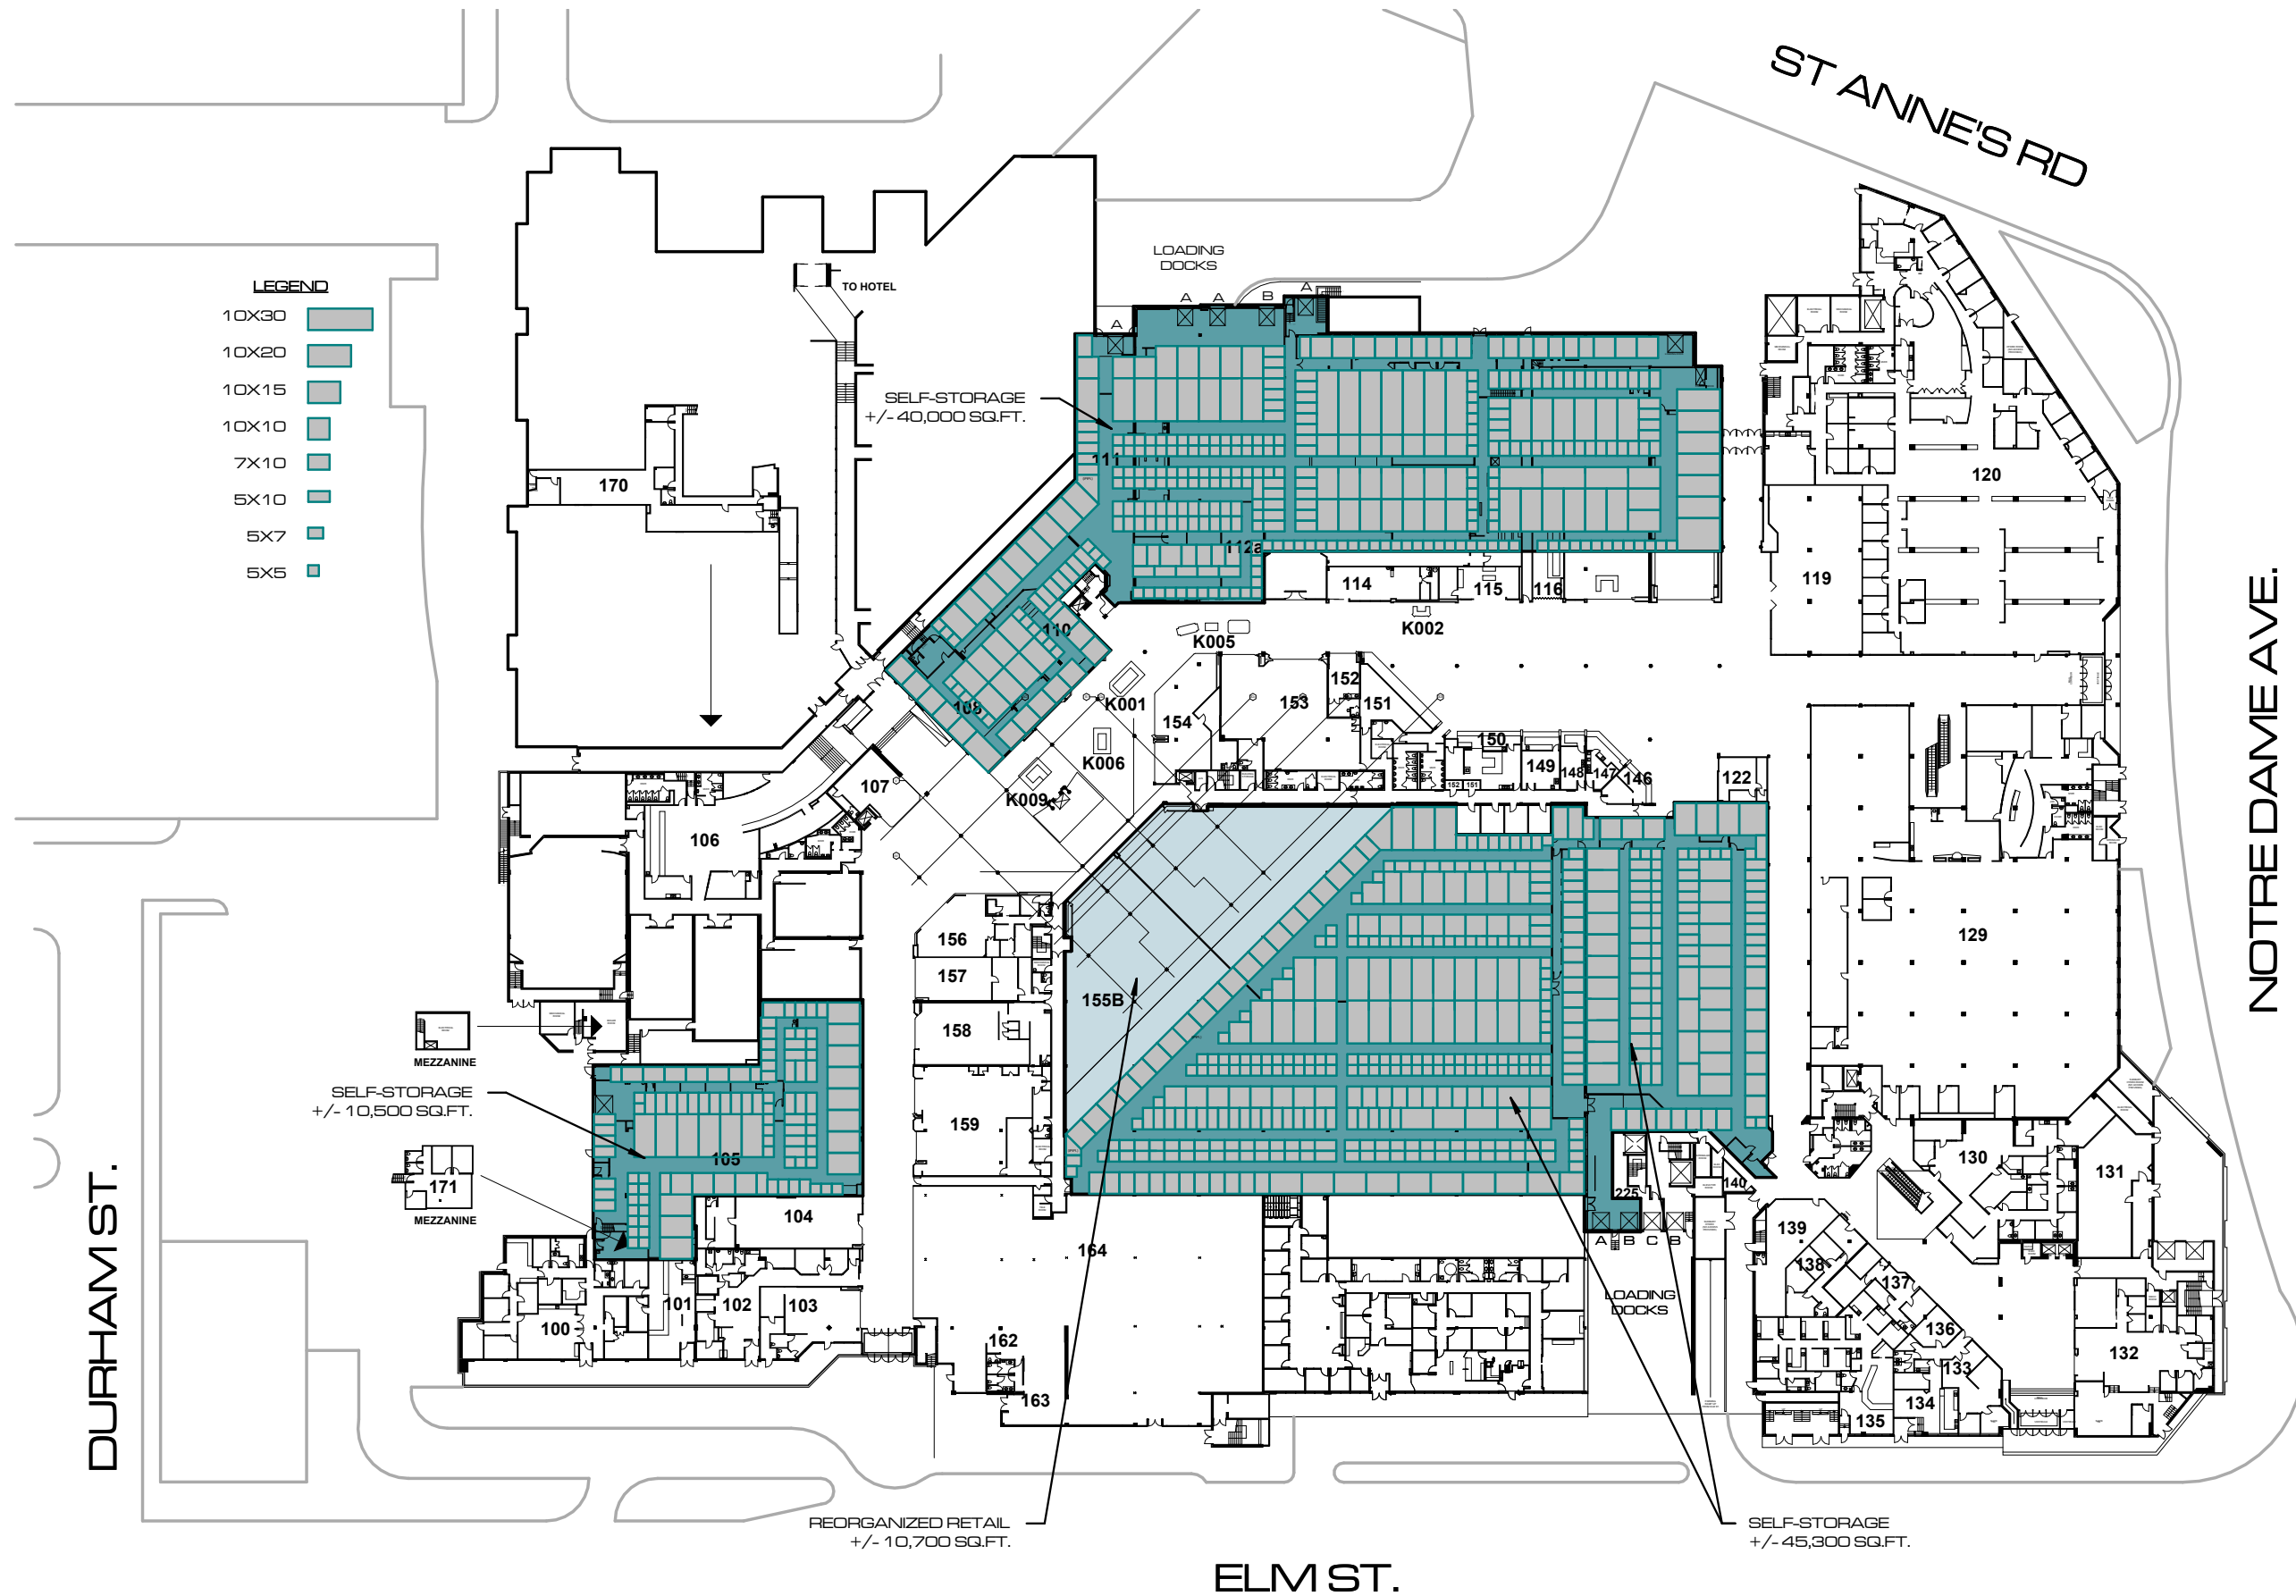 ST ANNE'S RD
LOADING
DOCKS
TO HOTEL
LEGEND
10X30
10X20
10X15
10X10
7X10
5X10
5X7
5X5
A
A
B
A
A
SELF-STORAGE
+/- 40,000 SQ.FT.
111
170
120
112a
114
115
116
119
K002
K005
110
108
K001
154
153
152
151
K006
K009
107
150
149
148
147
146
122
152
151
106
NOTRE DAME AVE.
156
157
129
155B
158
MEZZANINE
SELF-STORAGE
+/- 10,500 SQ.FT.
159
105
171
MEZZANINE
104
130
131
140
225
139
164
A B C B
138
137
LOADING
DOCKS
101
102
103
100
136
162
133
132
163
134
135
DURHAM ST.
REORGANIZED RETAIL
+/- 10,700 SQ.FT.
SELF-STORAGE
+/- 45,300 SQ.FT.
ELM ST.